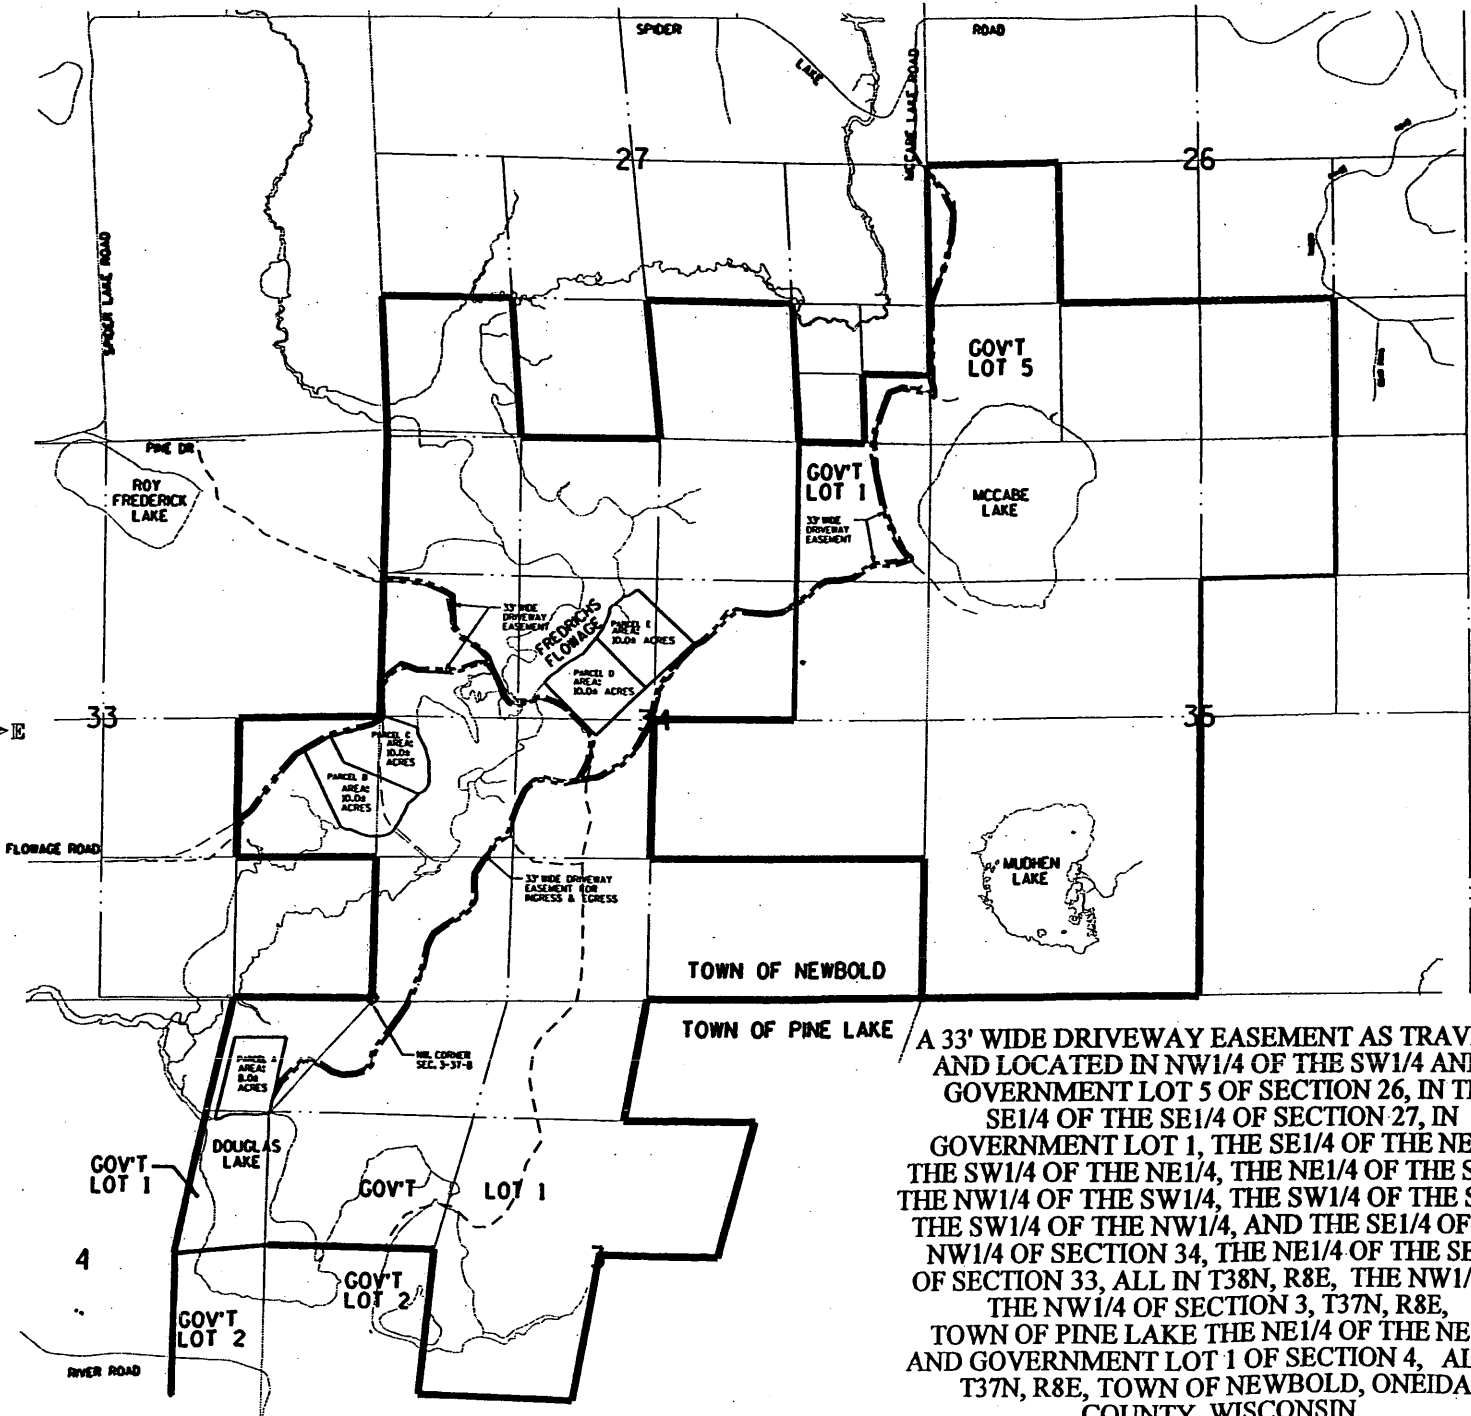 SPIDER
LAKE
ROAD
MCCABE LAKE ROAD
27
26
SPIDER LAKE ROAD
GOV'T
LOT 5
PINE DR
ROY
FREDERICK
LAKE
GOV'T
LOT 1
33' WIDE
DRIVEWAY
EASEMENT
MCCABE
LAKE
33' WIDE
DRIVEWAY
EASEMENT
FREDRICHS
FLOWAGE
PARCEL E
AREA:
10.0± ACRES
PARCEL D
AREA:
10.0± ACRES
33
E
PARCEL C
AREA:
10.0±
ACRES
PARCEL B
AREA:
10.0±
ACRES
FLOWAGE ROAD
33' WIDE DRIVEWAY
EASEMENT FOR
INGRESS & EGRESS
MUDHEN
LAKE
TOWN OF NEWBOLD
TOWN OF PINE LAKE
SEC. 3-37-8
PARCEL A
AREA:
8.0±
ACRES
DOUGLAS
LAKE
GOV'T
LOT 1
GOV'T LOT 1
4
GOV'T
LOT 2
GOV'T
LOT 2
RIVER ROAD
A 33' WIDE DRIVEWAY EASEMENT AS TRAV
AND LOCATED IN NW1/4 OF THE SW1/4 AN
GOVERNMENT LOT 5 OF SECTION 26, IN T
SE1/4 OF THE SE1/4 OF SECTION 27, IN
GOVERNMENT LOT 1, THE SE1/4 OF THE NE
THE SW1/4 OF THE NE1/4, THE NE1/4 OF THE S
THE NW1/4 OF THE SW1/4, THE SW1/4 OF THE S
THE SW1/4 OF THE NW1/4, AND THE SE1/4 OF
NW1/4 OF SECTION 34, THE NE1/4 OF THE SE
OF SECTION 33, ALL IN T38N, R8E, THE NW1/
THE NW1/4 OF SECTION 3, T37N, R8E,
TOWN OF PINE LAKE THE NE1/4 OF THE NE
AND GOVERNMENT LOT 1 OF SECTION 4, AL
T37N, R8E, TOWN OF NEWBOLD, ONEIDA
COUNTY, WISCONSIN